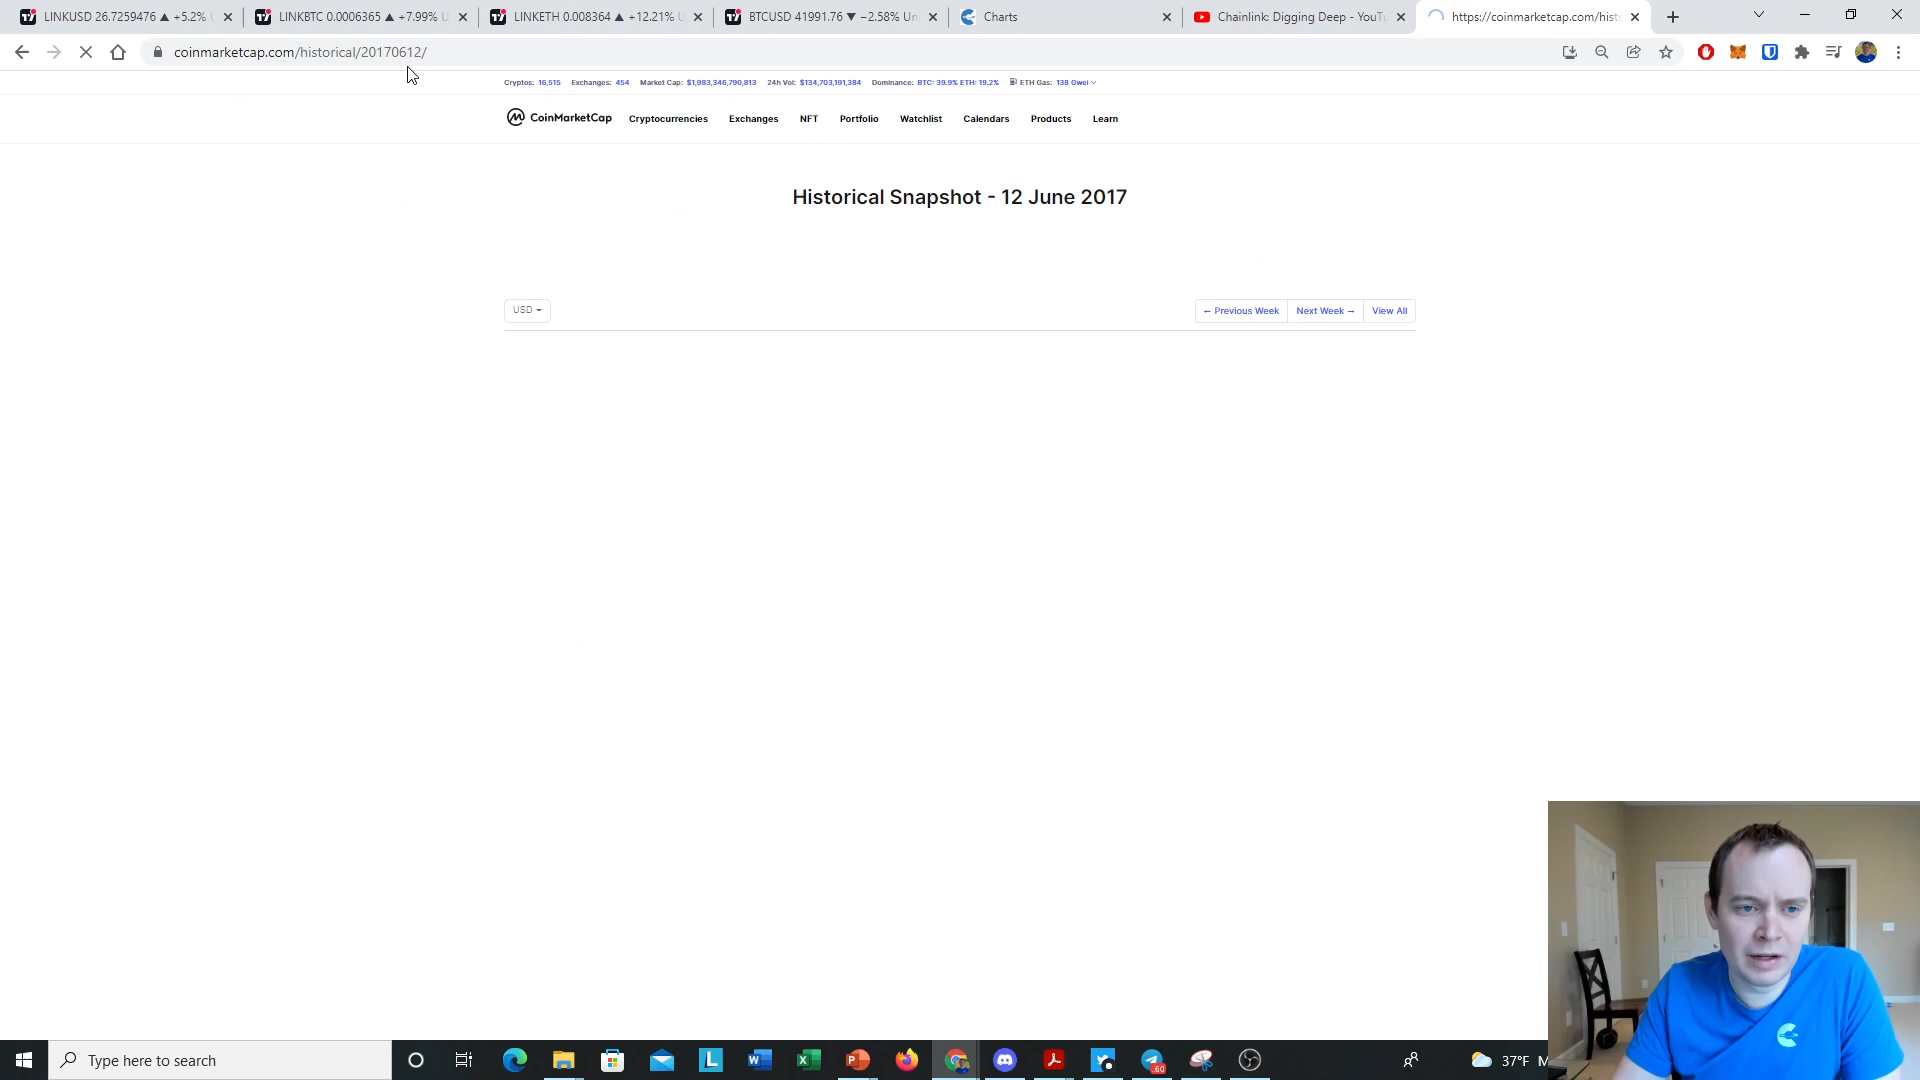 LINKUSD 26.7259476 ▲ +5.2%
LINKBTC 0.0006365 ▲ +7.99%
LINKETH 0.008364 ▲ +12.21%
BTCUSD 41991.76 ▼ −2.58%
Charts
Chainlink: Digging Deep - YouTu
https://coinmarketcap.com/hist
coinmarketcap.com/historical/20170612/
Cryptos: 16,515 Exchanges: 454 Market Cap: $1,983,346,790,813 24h Vol: $134,703,191,384 Dominance: BTC: 39.9% ETH: 19.2% ETH Gas: 138 Gwei
CoinMarketCap Cryptocurrencies Exchanges NFT Portfolio Watchlist Calendars Products Learn
Historical Snapshot - 12 June 2017
USD
← Previous Week Next Week → View All
Type here to search
L
.60
37°F M